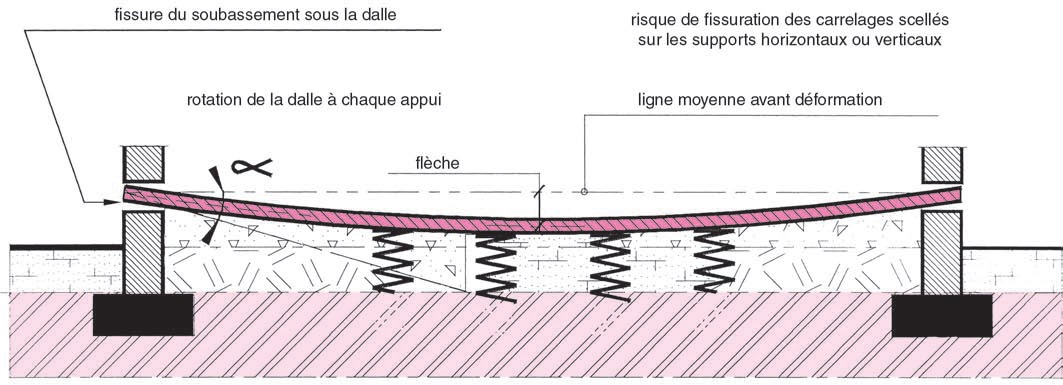 fissure du soubassement sous la dalle
risque de fissuration des carrelages scellés
sur les supports horizontaux ou verticaux
rotation de la dalle à chaque appui
ligne moyenne avant déformation
flèche
α